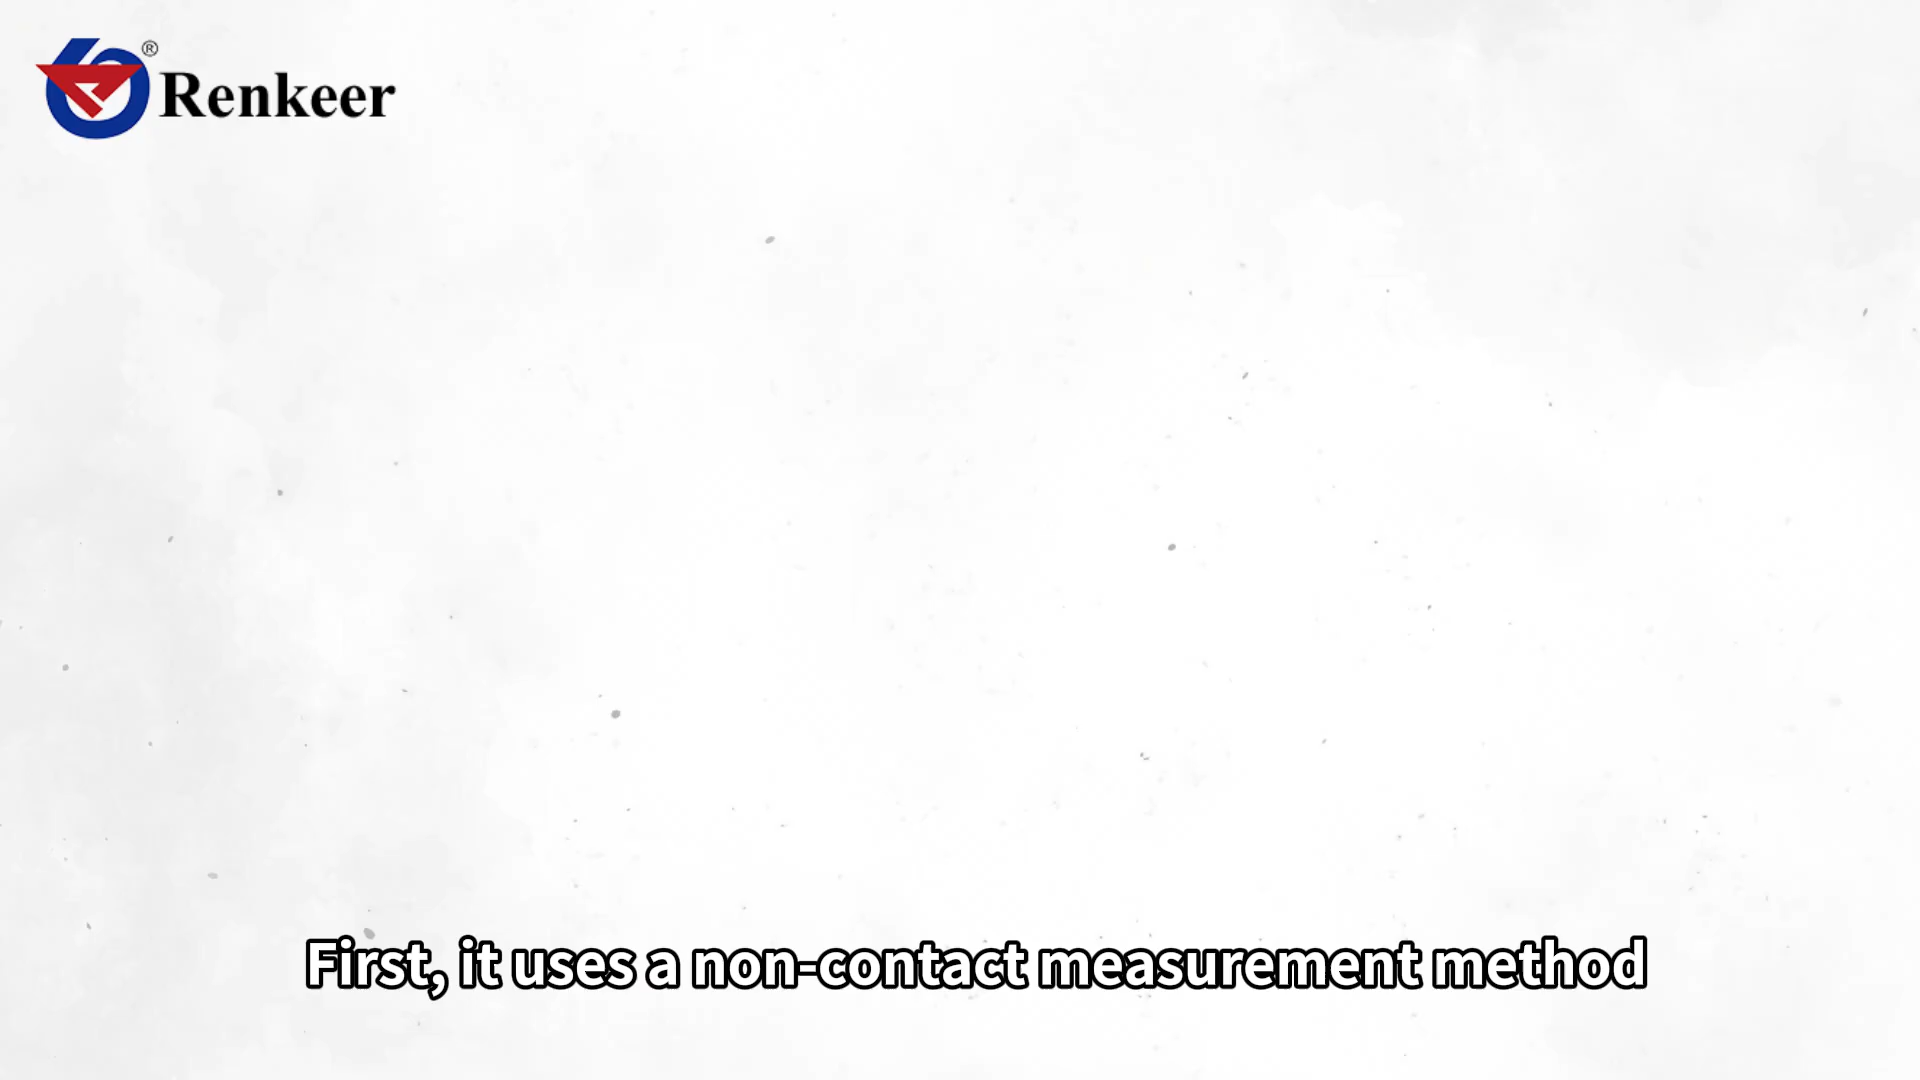 Renkeer®
First, it uses a non-contact measurement method